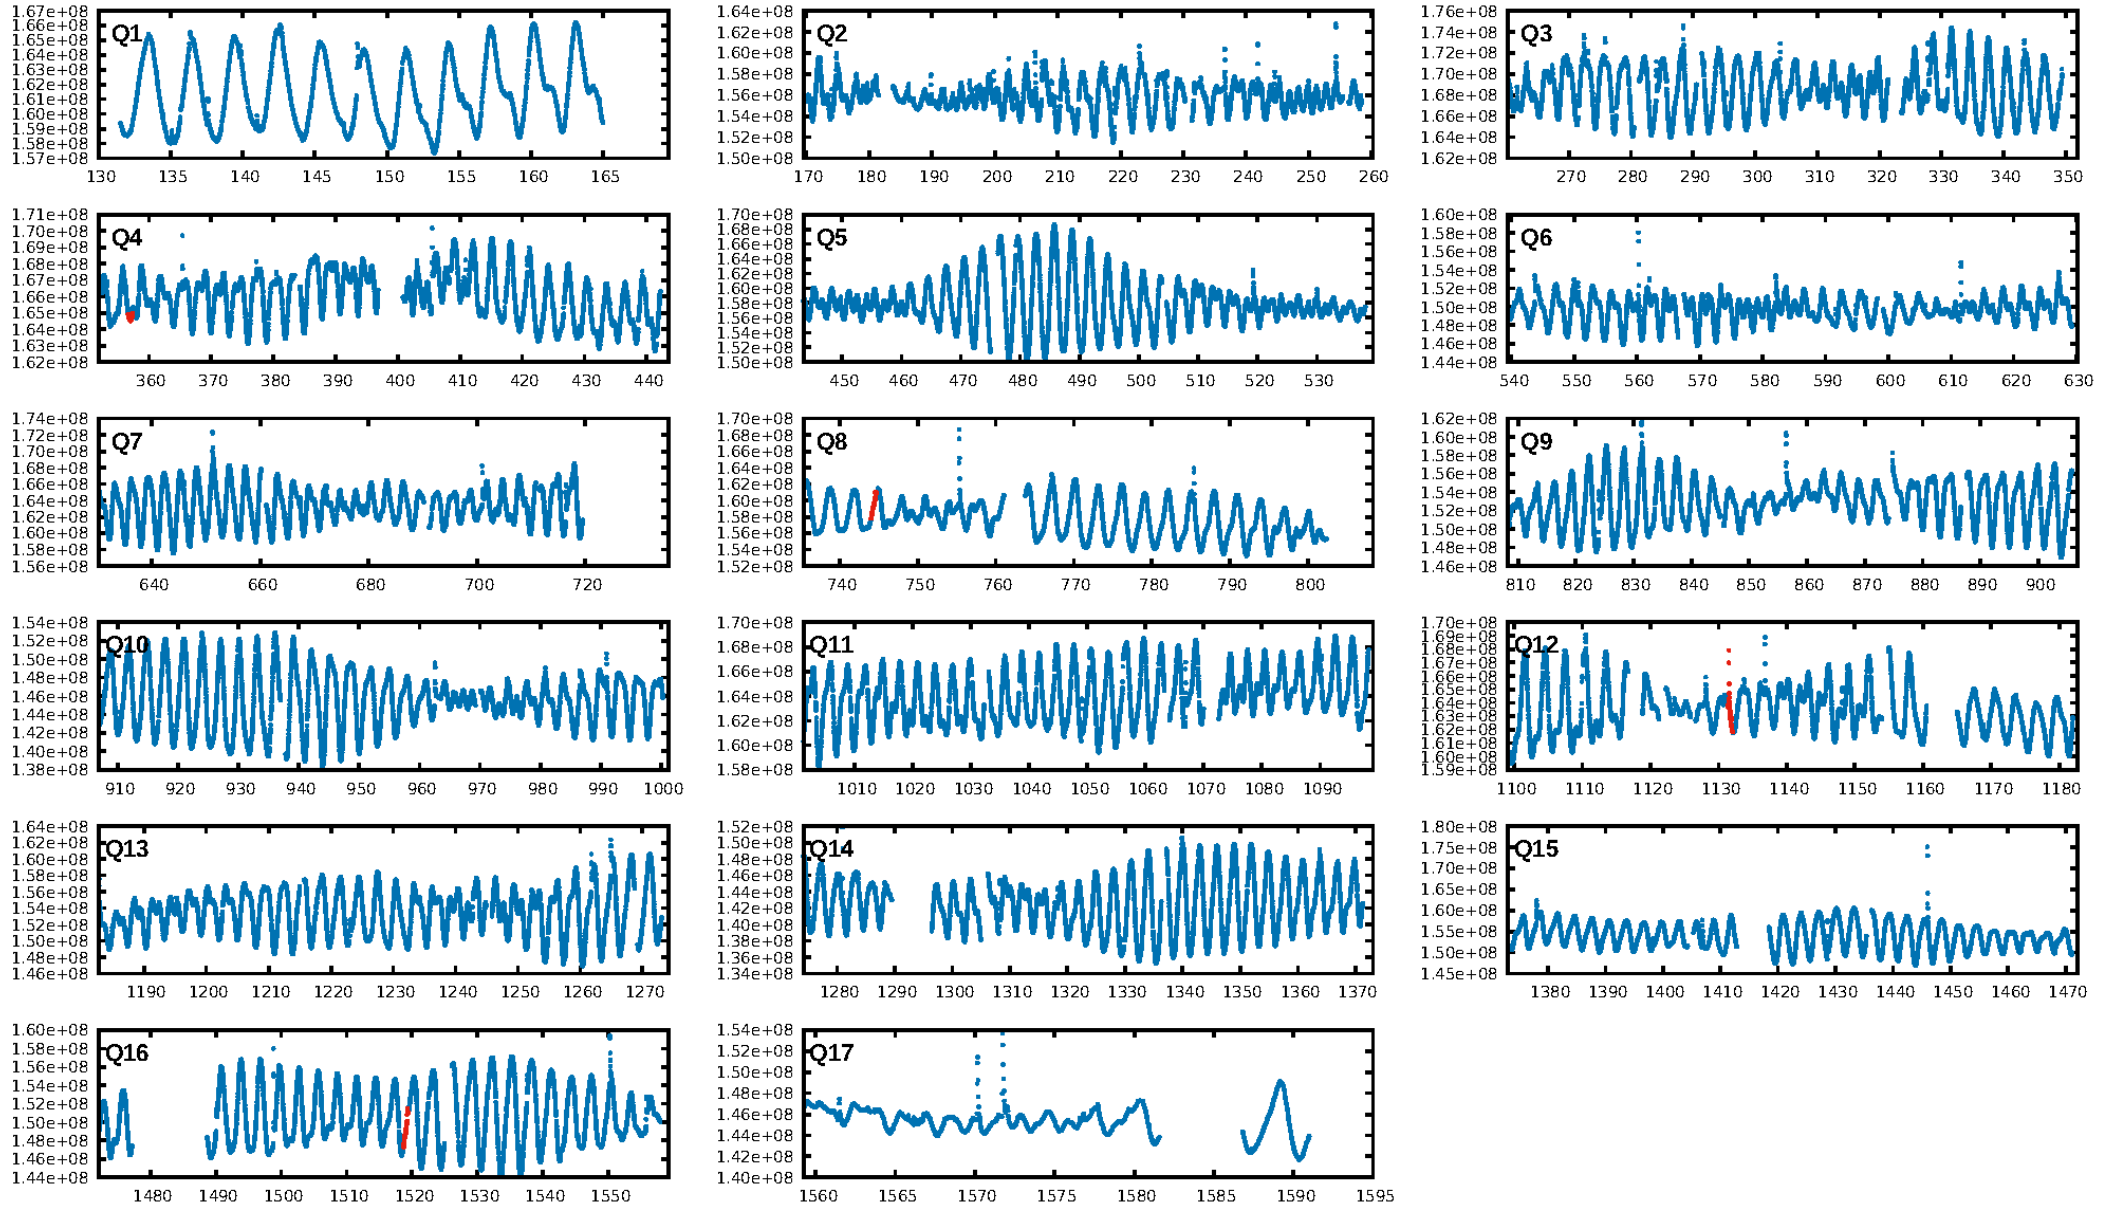 1.67e+08 1.66e+08 1.65e+08 1.64e+08 1.63e+08 1.62e+08 1.61e+08 1.60e+08 1.59e+08 1.58e+08 1.57e+08
Q1
130 135 140 145 150 155 160 165
1.64e+08 1.62e+08 1.60e+08 1.58e+08 1.56e+08 1.54e+08 1.52e+08 1.50e+08
Q2
170 180 190 200 210 220 230 240 250 260
1.76e+08 1.74e+08 1.72e+08 1.70e+08 1.68e+08 1.66e+08 1.64e+08 1.62e+08
Q3
270 280 290 300 310 320 330 340 350
1.71e+08 1.70e+08 1.69e+08 1.68e+08 1.67e+08 1.66e+08 1.65e+08 1.64e+08 1.63e+08 1.62e+08
Q4
360 370 380 390 400 410 420 430 440
1.70e+08 1.68e+08 1.66e+08 1.64e+08 1.62e+08 1.60e+08 1.58e+08 1.56e+08 1.54e+08 1.52e+08 1.50e+08
Q5
450 460 470 480 490 500 510 520 530
1.60e+08 1.58e+08 1.56e+08 1.54e+08 1.52e+08 1.50e+08 1.48e+08 1.46e+08 1.44e+08
Q6
540 550 560 570 580 590 600 610 620 630
1.74e+08 1.72e+08 1.70e+08 1.68e+08 1.66e+08 1.64e+08 1.62e+08 1.60e+08 1.58e+08 1.56e+08
Q7
640 660 680 700 720
1.70e+08 1.68e+08 1.66e+08 1.64e+08 1.62e+08 1.60e+08 1.58e+08 1.56e+08 1.54e+08 1.52e+08
Q8
740 750 760 770 780 790 800
1.62e+08 1.60e+08 1.58e+08 1.56e+08 1.54e+08 1.52e+08 1.50e+08 1.48e+08 1.46e+08
Q9
810 820 830 840 850 860 870 880 890 900
1.54e+08 1.52e+08 1.50e+08 1.48e+08 1.46e+08 1.44e+08 1.42e+08 1.40e+08 1.38e+08
Q10
910 920 930 940 950 960 970 980 990 1000
1.70e+08 1.68e+08 1.66e+08 1.64e+08 1.62e+08 1.60e+08 1.58e+08
Q11
1010 1020 1030 1040 1050 1060 1070 1080 1090
1.70e+08 1.69e+08 1.68e+08 1.67e+08 1.66e+08 1.65e+08 1.64e+08 1.63e+08 1.62e+08 1.61e+08 1.60e+08 1.59e+08
Q12
1100 1110 1120 1130 1140 1150 1160 1170 1180
1.64e+08 1.62e+08 1.60e+08 1.58e+08 1.56e+08 1.54e+08 1.52e+08 1.50e+08 1.48e+08 1.46e+08
Q13
1190 1200 1210 1220 1230 1240 1250 1260 1270
1.52e+08 1.50e+08 1.48e+08 1.46e+08 1.44e+08 1.42e+08 1.40e+08 1.38e+08 1.36e+08 1.34e+08
Q14
1280 1290 1300 1310 1320 1330 1340 1350 1360 1370
1.80e+08 1.75e+08 1.70e+08 1.65e+08 1.60e+08 1.55e+08 1.50e+08 1.45e+08
Q15
1380 1390 1400 1410 1420 1430 1440 1450 1460 1470
1.60e+08 1.58e+08 1.56e+08 1.54e+08 1.52e+08 1.50e+08 1.48e+08 1.46e+08 1.44e+08
Q16
1480 1490 1500 1510 1520 1530 1540 1550
1.54e+08 1.52e+08 1.50e+08 1.48e+08 1.46e+08 1.44e+08 1.42e+08 1.40e+08
Q17
1560 1565 1570 1575 1580 1585 1590 1595